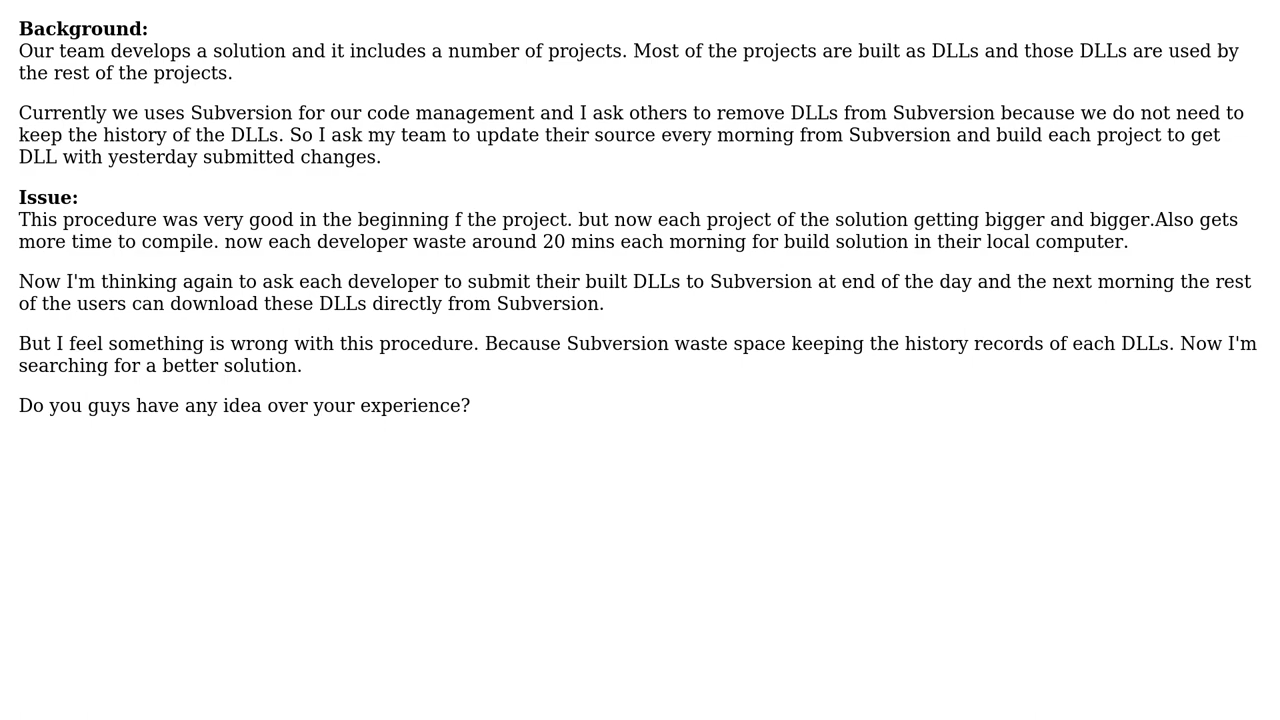 Background:
Our team develops a solution and it includes a number of projects. Most of the projects are built as DLLs and those DLLs are used by
the rest of the projects.
Currently we uses Subversion for our code management and I ask others to remove DLLs from Subversion because we do not need to
keep the history of the DLLs. So I ask my team to update their source every morning from Subversion and build each project to get
DLL with yesterday submitted changes.
Issue:
This procedure was very good in the beginning f the project. but now each project of the solution getting bigger and bigger.Also gets
more time to compile. now each developer waste around 20 mins each morning for build solution in their local computer.
Now I'm thinking again to ask each developer to submit their built DLLs to Subversion at end of the day and the next morning the rest
of the users can download these DLLs directly from Subversion.
But I feel something is wrong with this procedure. Because Subversion waste space keeping the history records of each DLLs. Now I'm
searching for a better solution.
Do you guys have any idea over your experience?